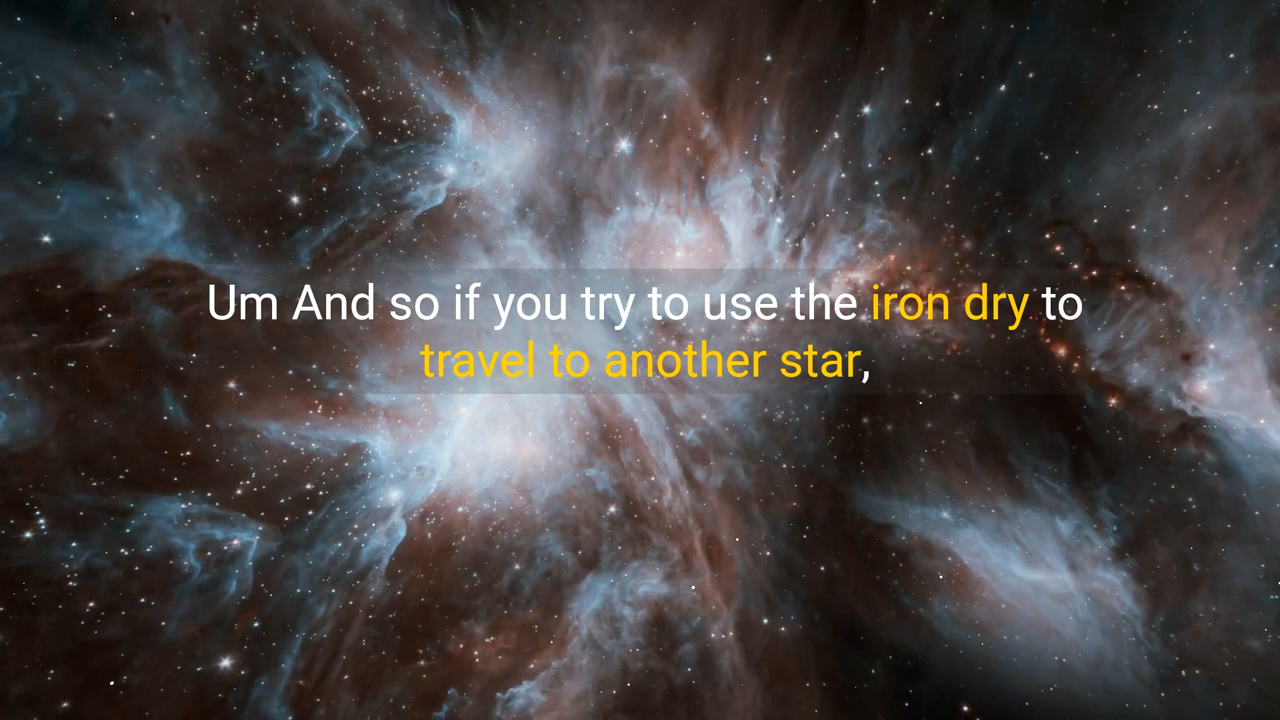 Um And so if you try to use the iron dry to
travel to another star,